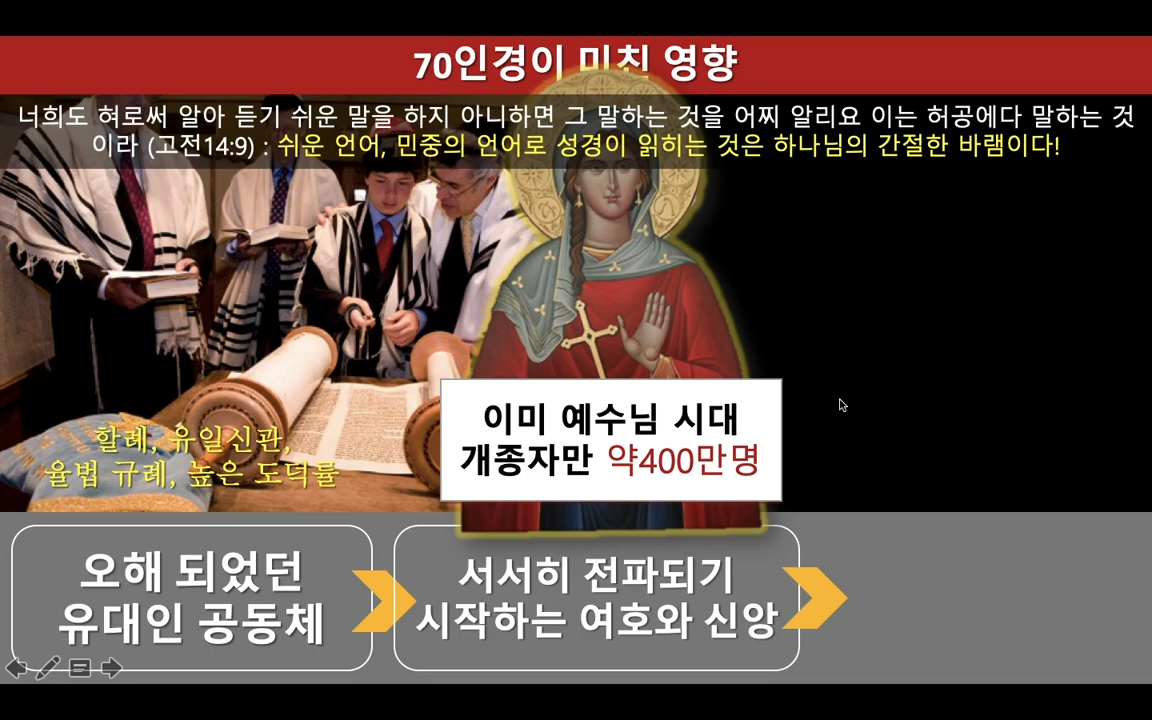 70인경이 미친 영향
너희도 혀로써 알아 듣기 쉬운 말을 하지 아니하면 그 말하는 것을 어찌 알리요 이는 허공에다 말하는 것
이라 (고전14:9) : 쉬운 언어, 민중의 언어로 성경이 읽히는 것은 하나님의 간절한 바램이다!
할례, 유일신관,
율법 규례, 높은 도덕률
이미 예수님 시대
개종자만 약400만명
오해 되었던
유대인 공동체
서서히 전파되기
시작하는 여호와 신앙